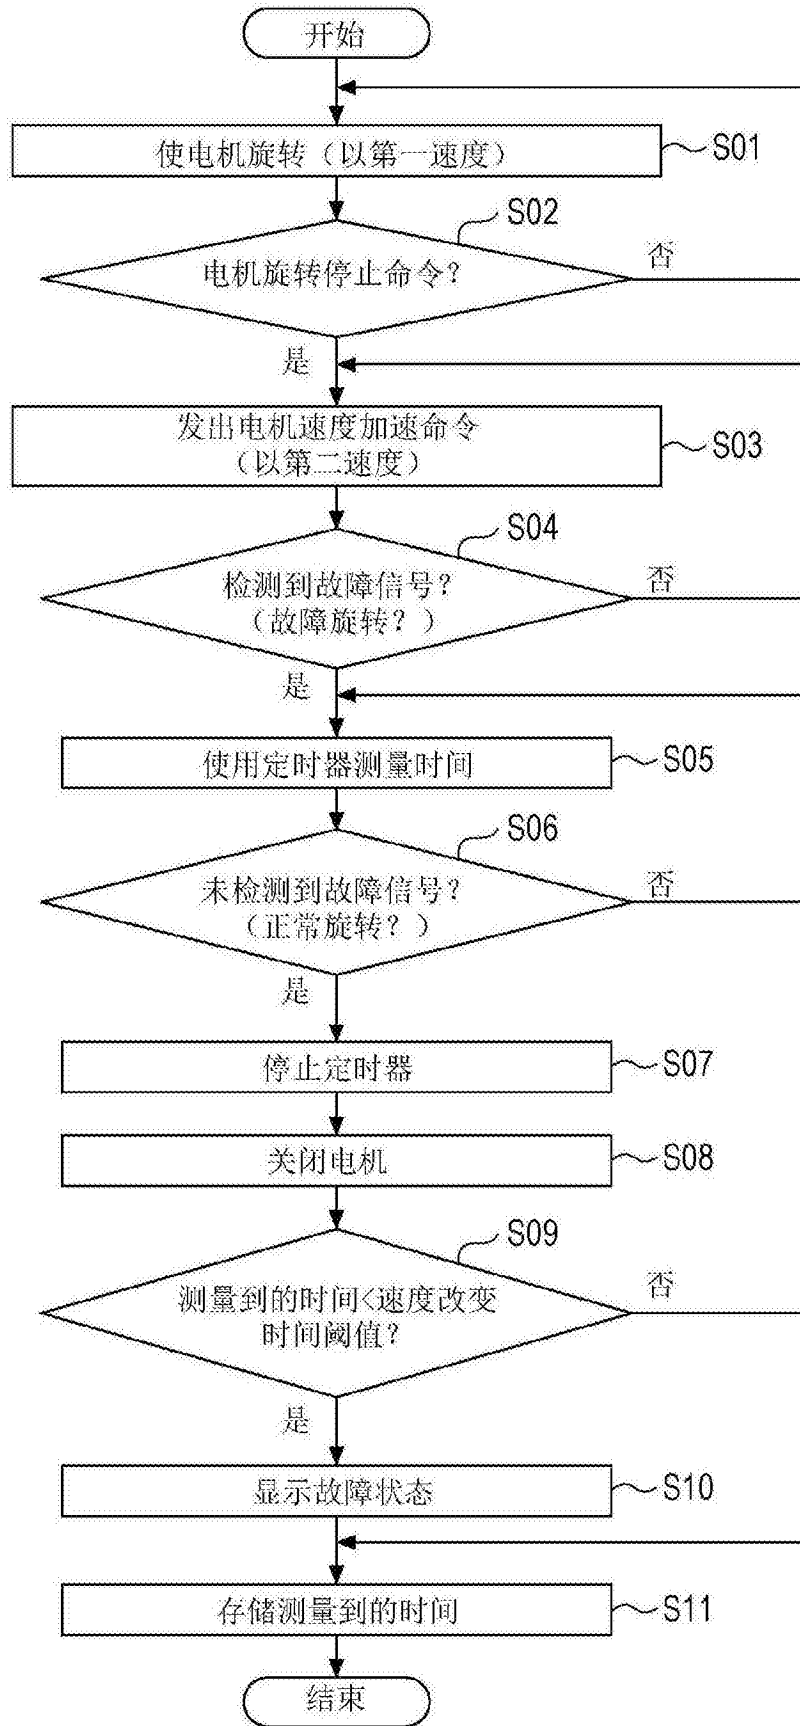 开始
使电机旋转（以第一速度）
S01
S02
电机旋转停止命令？
否
是
发出电机速度加速命令
（以第二速度）
S03
S04
检测到故障信号？
（故障旋转？）
否
是
使用定时器测量时间
S05
S06
未检测到故障信号？
（正常旋转？）
否
是
停止定时器
S07
关闭电机
S08
S09
测量到的时间<速度改变
时间阈值？
否
是
显示故障状态
S10
存储测量到的时间
S11
结束